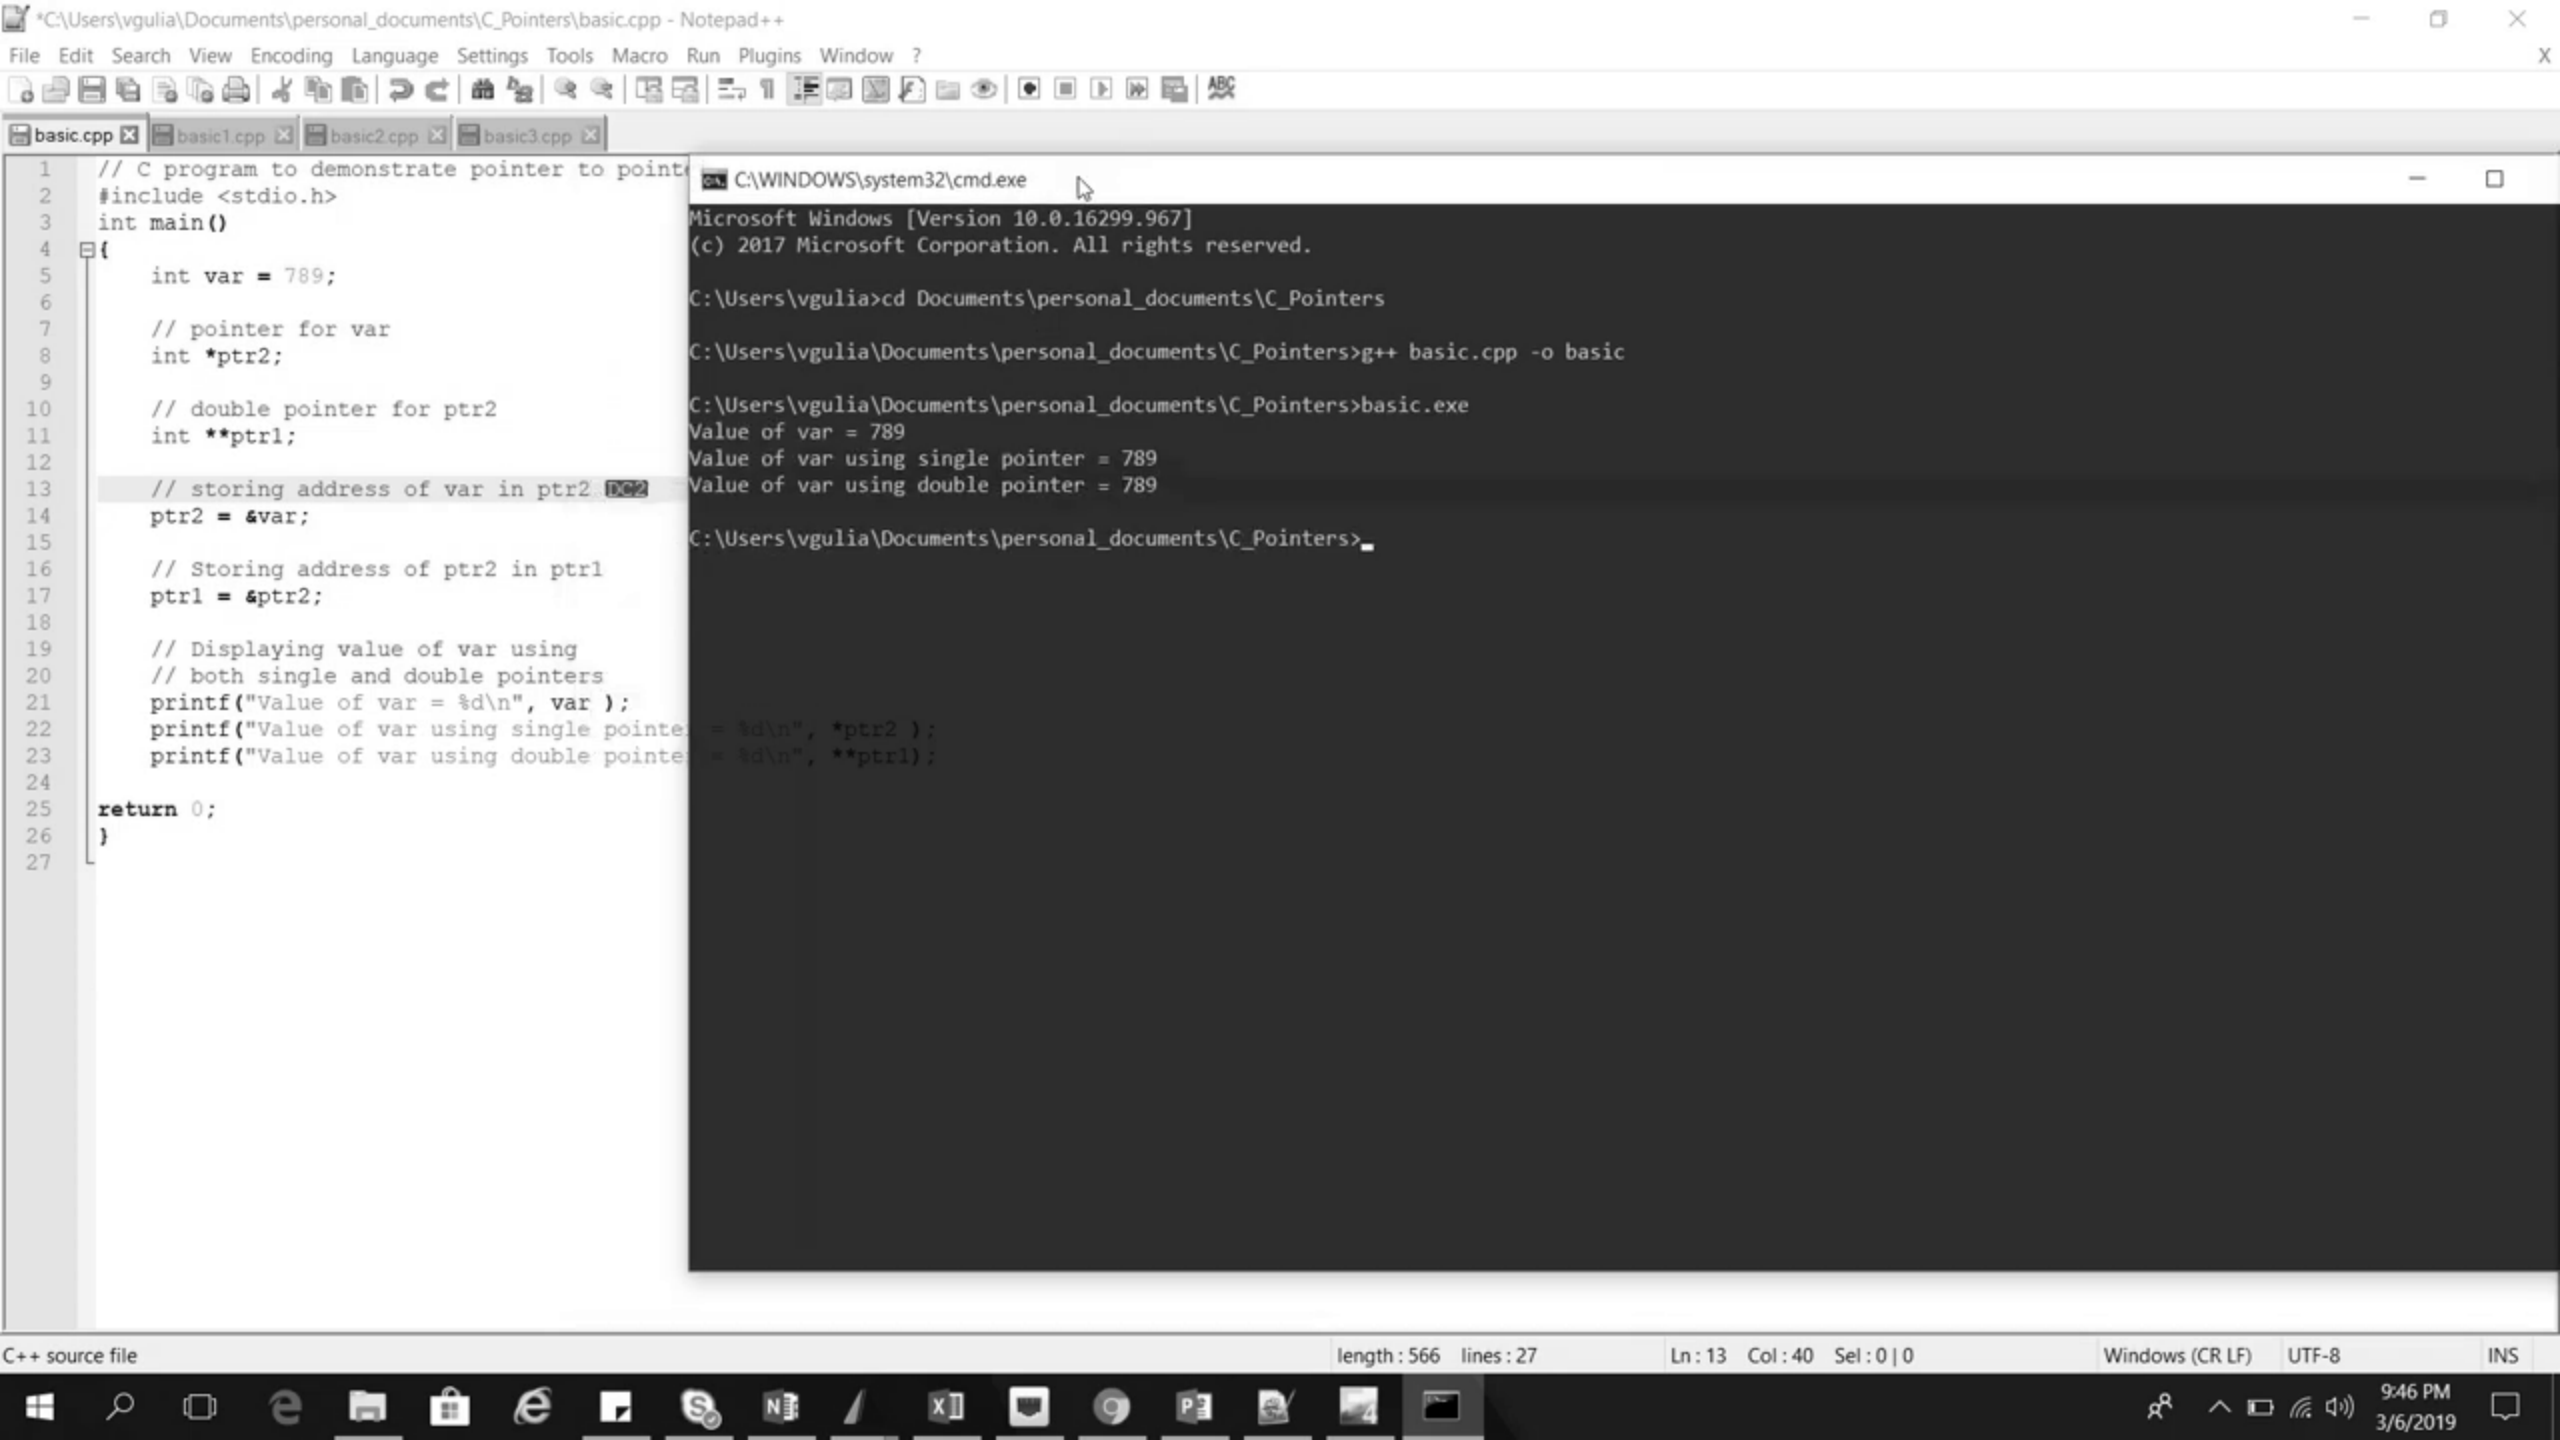 *C:\Users\vgulia\Documents\personal_documents\C_Pointers\basic.cpp - Notepad++
File Edit Search View Encoding Language Settings Tools Macro Run Plugins Window ? X
ABC
basic.cpp basic1.cpp basic2.cpp basic3.cpp
1 // C program to demonstrate pointer to pointe
2 #include <stdio.h>
3 int main()
4 {
5 int var = 789;
6
7 // pointer for var
8 int *ptr2;
9
10 // double pointer for ptr2
11 int **ptr1;
12
13 // storing address of var in ptr2 DC2
14 ptr2 = &var;
15
16 // Storing address of ptr2 in ptr1
17 ptr1 = &ptr2;
18
19 // Displaying value of var using
20 // both single and double pointers
21 printf("Value of var = %d\n", var );
22 printf("Value of var using single pointer = %d\n", *ptr2 );
23 printf("Value of var using double pointer = %d\n", **ptr1);
24
25 return 0;
26 }
27
C:\WINDOWS\system32\cmd.exe
Microsoft Windows [Version 10.0.16299.967]
(c) 2017 Microsoft Corporation. All rights reserved.
C:\Users\vgulia>cd Documents\personal_documents\C_Pointers
C:\Users\vgulia\Documents\personal_documents\C_Pointers>g++ basic.cpp -o basic
C:\Users\vgulia\Documents\personal_documents\C_Pointers>basic.exe
Value of var = 789
Value of var using single pointer = 789
Value of var using double pointer = 789
C:\Users\vgulia\Documents\personal_documents\C_Pointers>
C++ source file length : 566 lines : 27 Ln : 13 Col : 40 Sel : 0 | 0 Windows (CR LF) UTF-8 INS
9:46 PM
3/6/2019